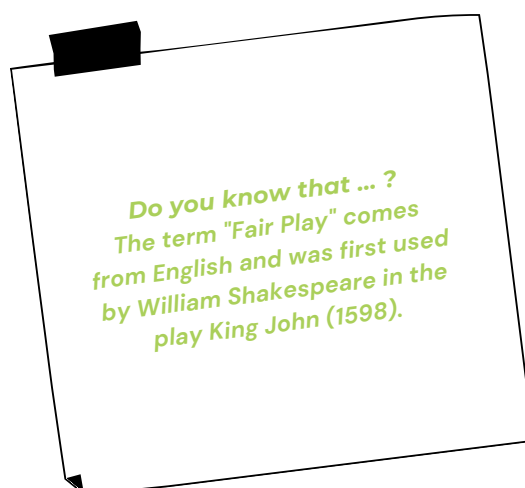 Do you know that ... ?
The term "Fair Play" comes
from English and was first used
by William Shakespeare in the
play King John (1598).